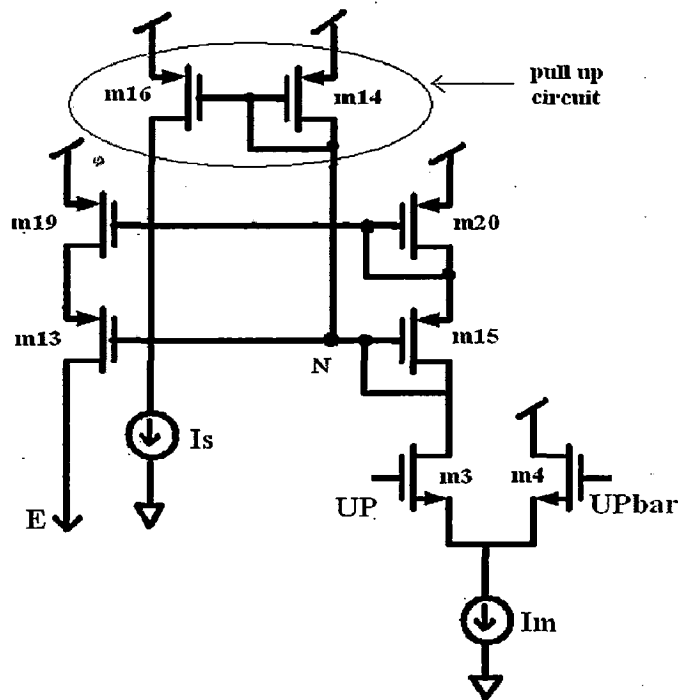 m16
m14
pull up
circuit
m19
m20
m13
m15
N
Is
m3
m4
E
UP
UPbar
Im